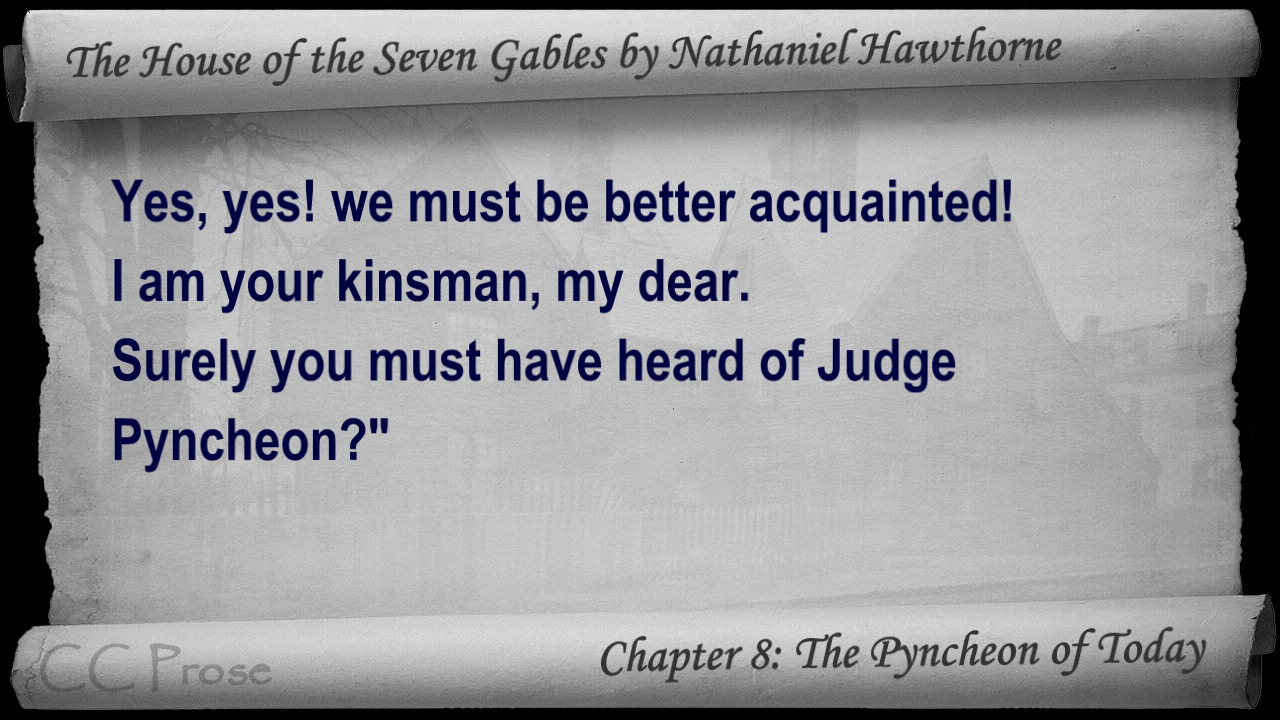 The House of the Seven Gables by Nathaniel Hawthorne
Yes, yes! we must be better acquainted!
I am your kinsman, my dear.
Surely you must have heard of Judge
Pyncheon?"
CC Prose
Chapter 8: The Pyncheon of Today